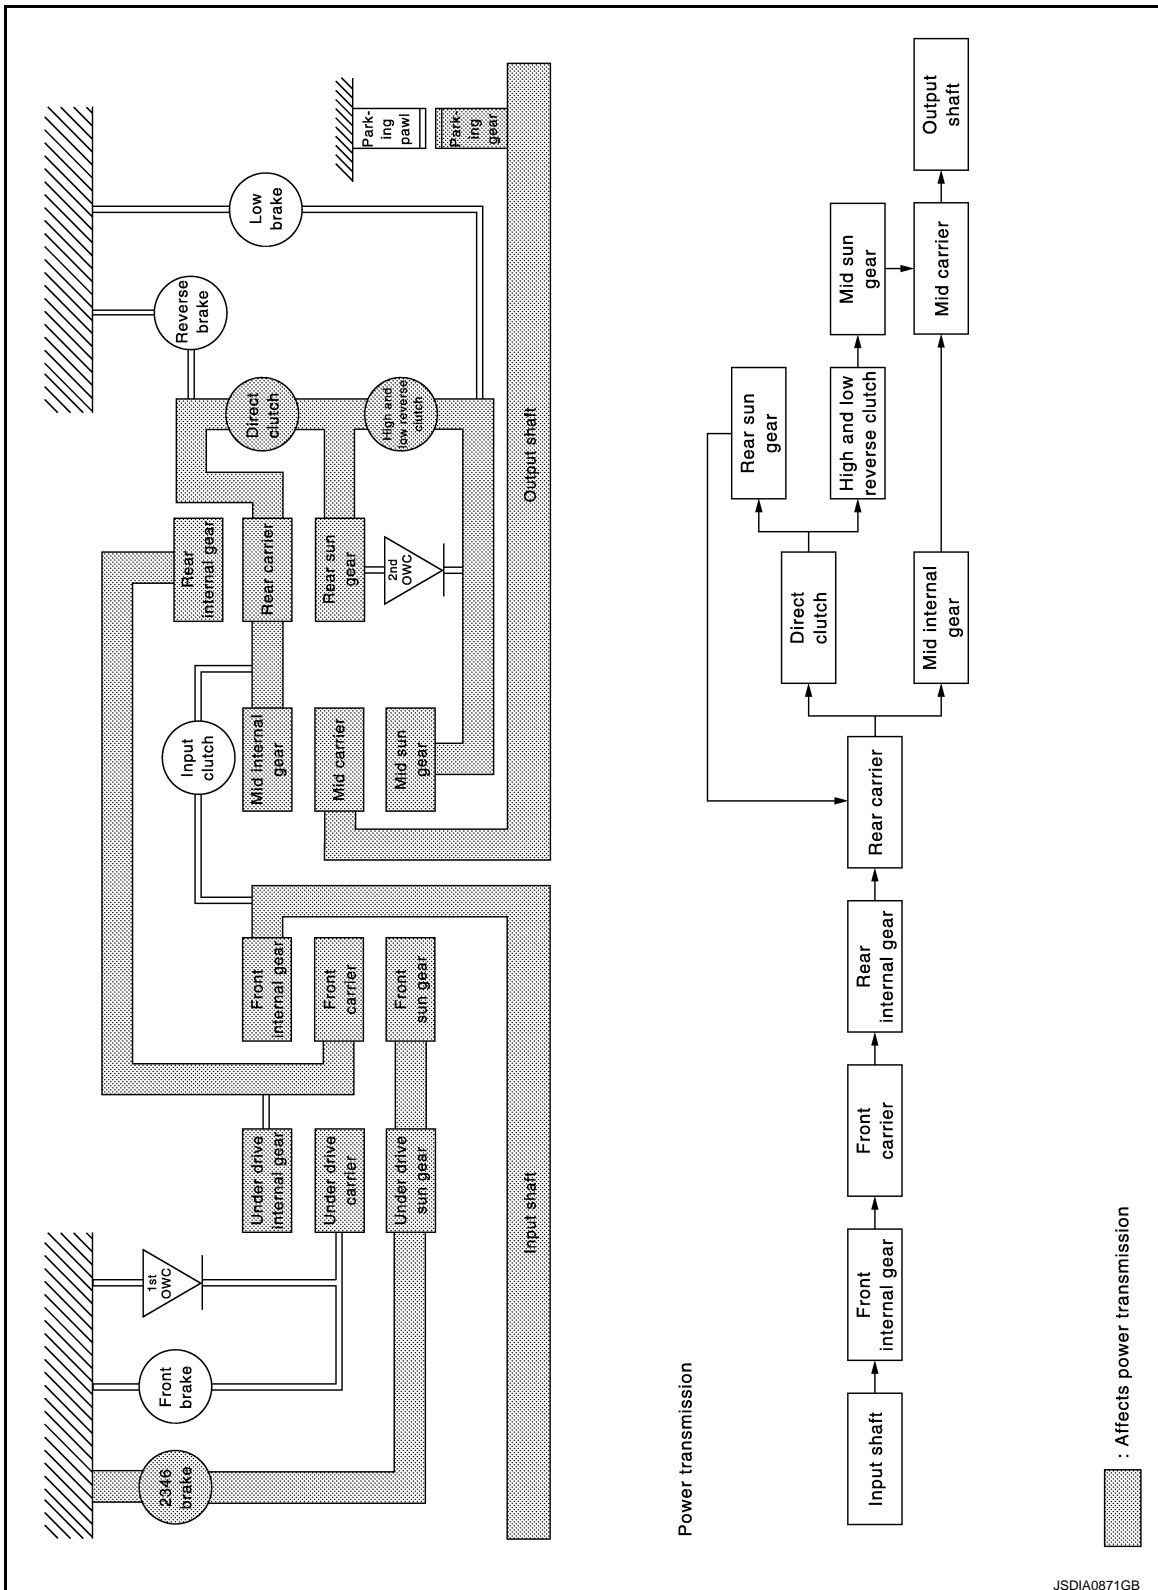 2346
brake
Front
brake
1st
OWC
Under drive
internal gear
Under drive
carrier
Under drive
sun gear
Front
internal gear
Front
carrier
Front
sun gear
Input shaft
Input
clutch
Mid internal
gear
Mid carrier
Mid sun
gear
Rear
internal gear
Rear carrier
Rear sun
gear
2nd
OWC
Direct
clutch
High and
low reverse
clutch
Reverse
brake
Low
brake
Park-
ing
pawl
Park-
ing
gear
Output shaft
Power transmission
Input shaft
Front
internal gear
Front
carrier
Rear
internal gear
Rear carrier
Direct
clutch
Mid internal
gear
Rear sun
gear
High and low
reverse clutch
Mid sun
gear
Mid carrier
Output
shaft
: Affects power transmission
JSDIA0871GB